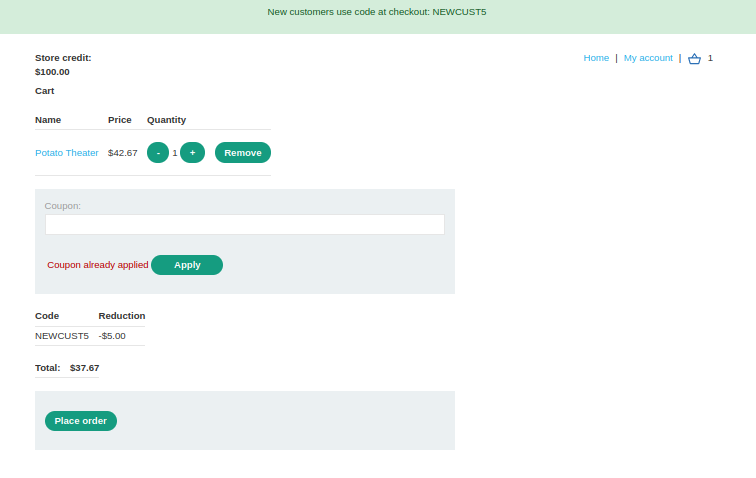 New customers use code at checkout: NEWCUST5
Store credit:
$100.00
Home | My account | 1
Cart
Name Price Quantity
Potato Theater $42.67 - 1 + Remove
Coupon:
Coupon already applied Apply
Code Reduction
NEWCUST5 -$5.00
Total: $37.67
Place order